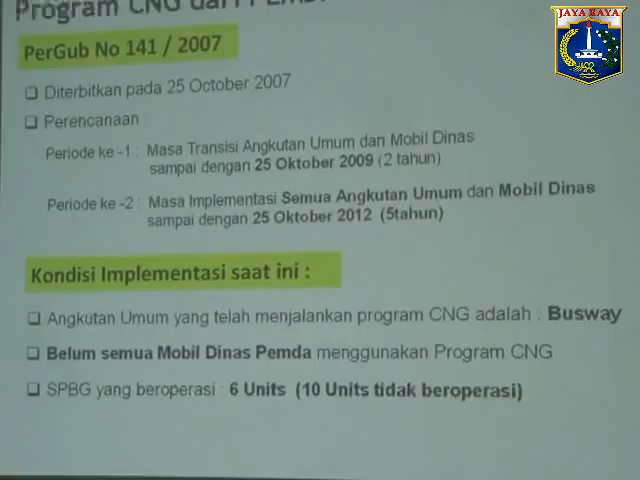 Program CNG dari
JAYA RAYA
PerGub No 141 / 2007
Diterbitkan pada 25 October 2007
Perencanaan :
Periode ke -1 : Masa Transisi Angkutan Umum dan Mobil Dinas
sampai dengan 25 Oktober 2009 (2 tahun)
Periode ke -2 : Masa Implementasi Semua Angkutan Umum dan Mobil Dinas
sampai dengan 25 Oktober 2012 (5tahun)
Kondisi Implementasi saat ini :
Angkutan Umum yang telah menjalankan program CNG adalah : Busway
Belum semua Mobil Dinas Pemda menggunakan Program CNG
SPBG yang beroperasi : 6 Units (10 Units tidak beroperasi)